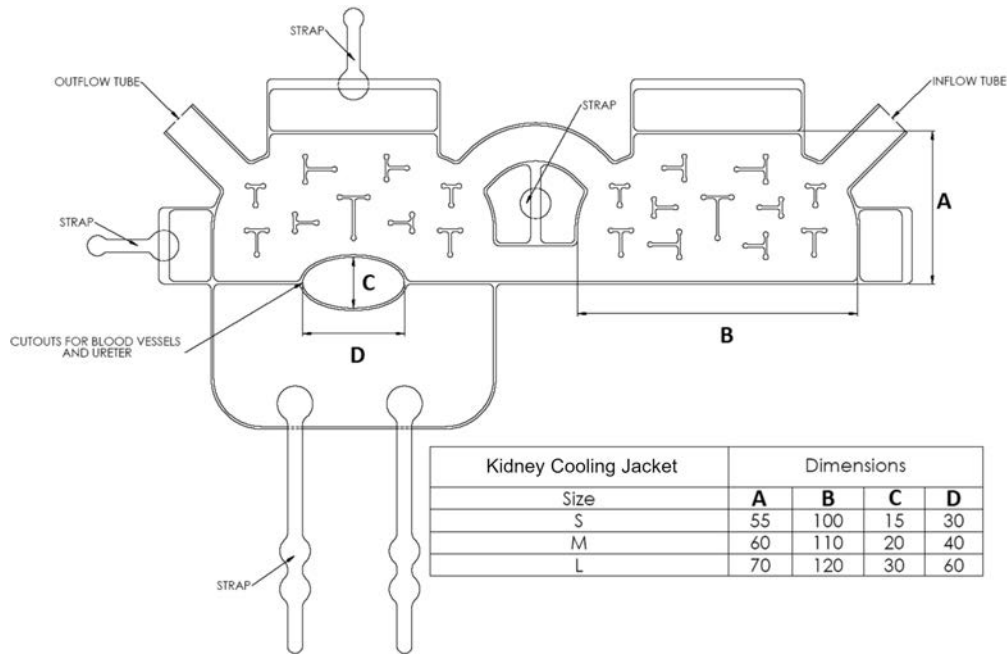 STRAP
OUTFLOW TUBE
INFLOW TUBE
STRAP
A
STRAP
C
B
CUTOUTS FOR BLOOD VESSELS
AND URETER
D
Kidney Cooling Jacket Dimensions
Size A B C D
S 55 100 15 30
M 60 110 20 40
L 70 120 30 60
STRAP